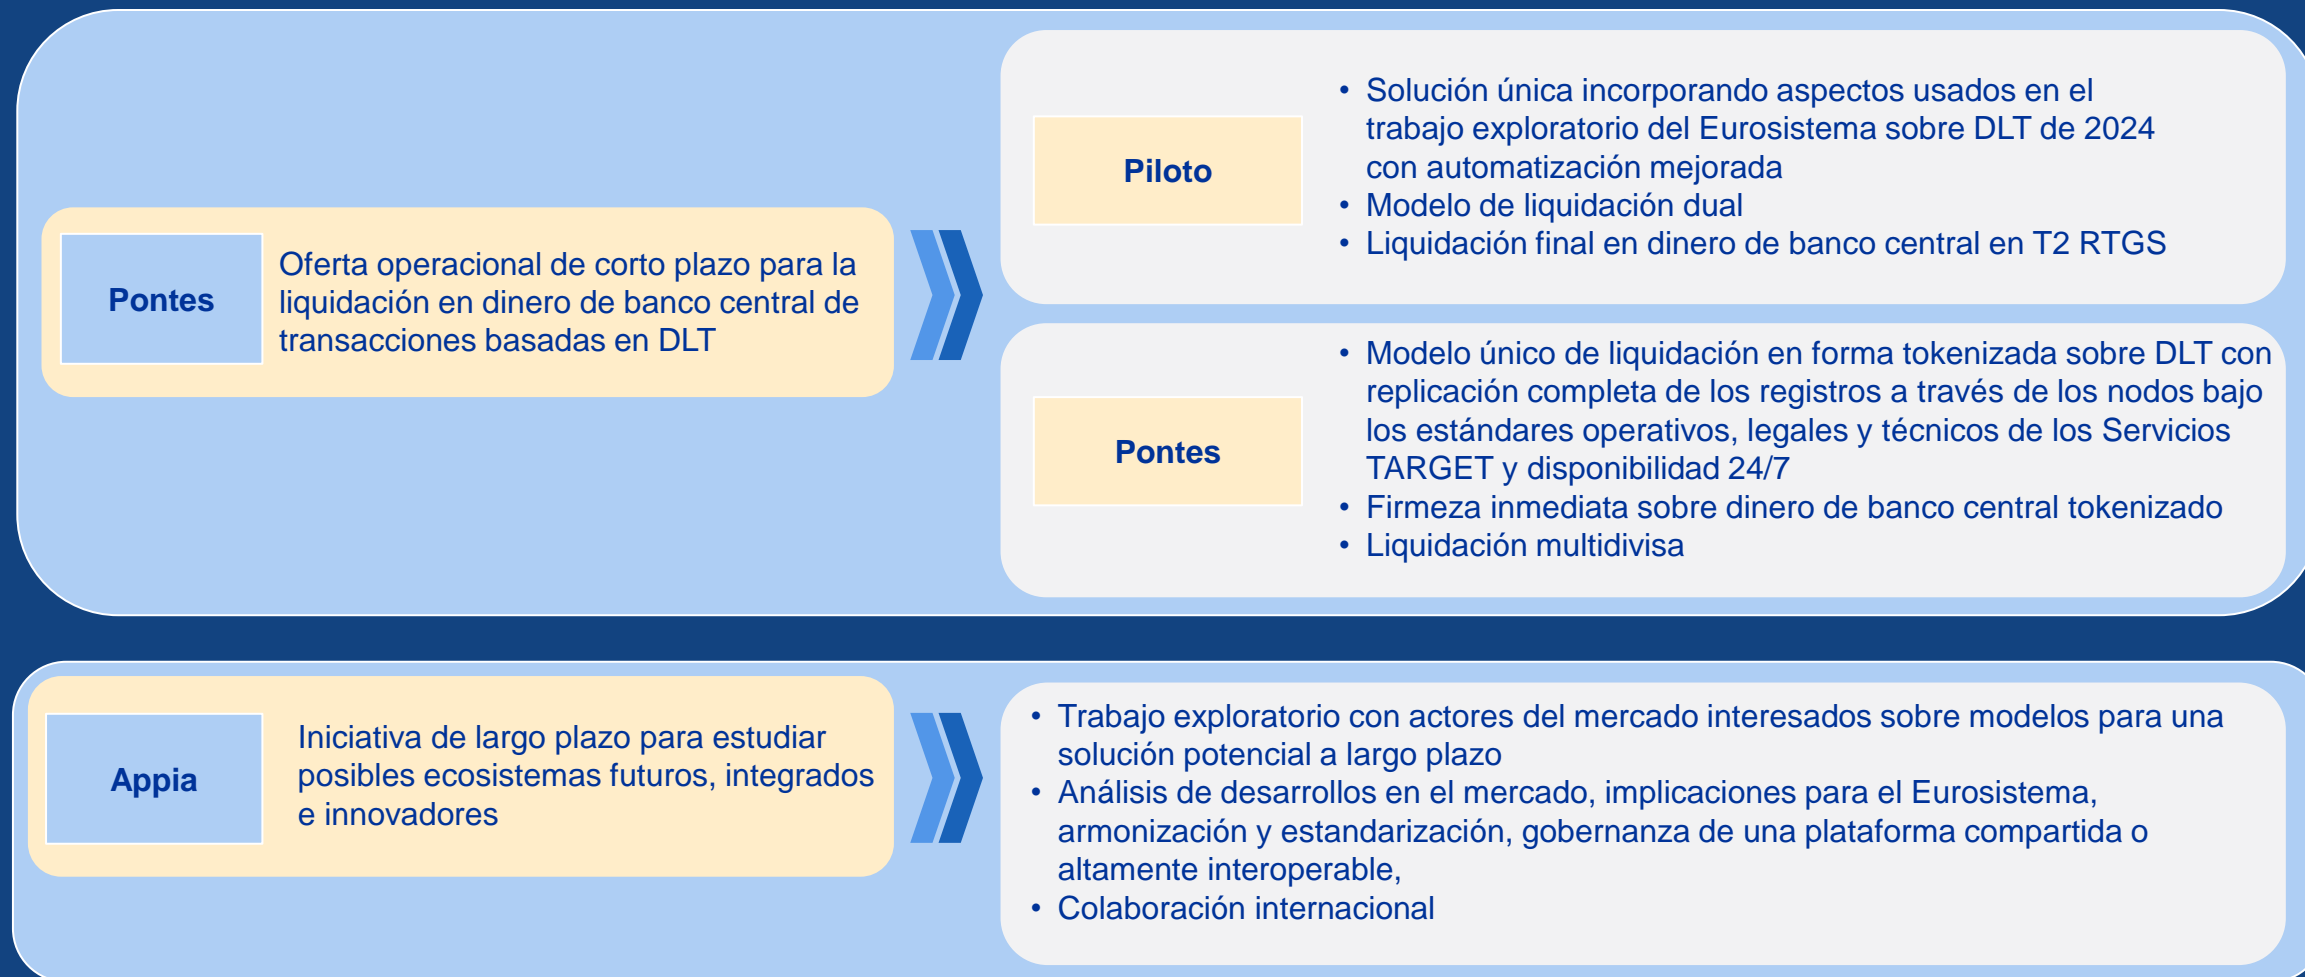 Pontes
Oferta operacional de corto plazo para la
liquidación en dinero de banco central de
transacciones basadas en DLT
Piloto
• Solución única incorporando aspectos usados en el
trabajo exploratorio del Eurosistema sobre DLT de 2024
con automatización mejorada
• Modelo de liquidación dual
• Liquidación final en dinero de banco central en T2 RTGS
Pontes
• Modelo único de liquidación en forma tokenizada sobre DLT con
replicación completa de los registros a través de los nodos bajo
los estándares operativos, legales y técnicos de los Servicios
TARGET y disponibilidad 24/7
• Firmeza inmediata sobre dinero de banco central tokenizado
• Liquidación multidivisa
Appia
Iniciativa de largo plazo para estudiar
posibles ecosistemas futuros, integrados
e innovadores
• Trabajo exploratorio con actores del mercado interesados sobre modelos para una
solución potencial a largo plazo
• Análisis de desarrollos en el mercado, implicaciones para el Eurosistema,
armonización y estandarización, gobernanza de una plataforma compartida o
altamente interoperable,
• Colaboración internacional